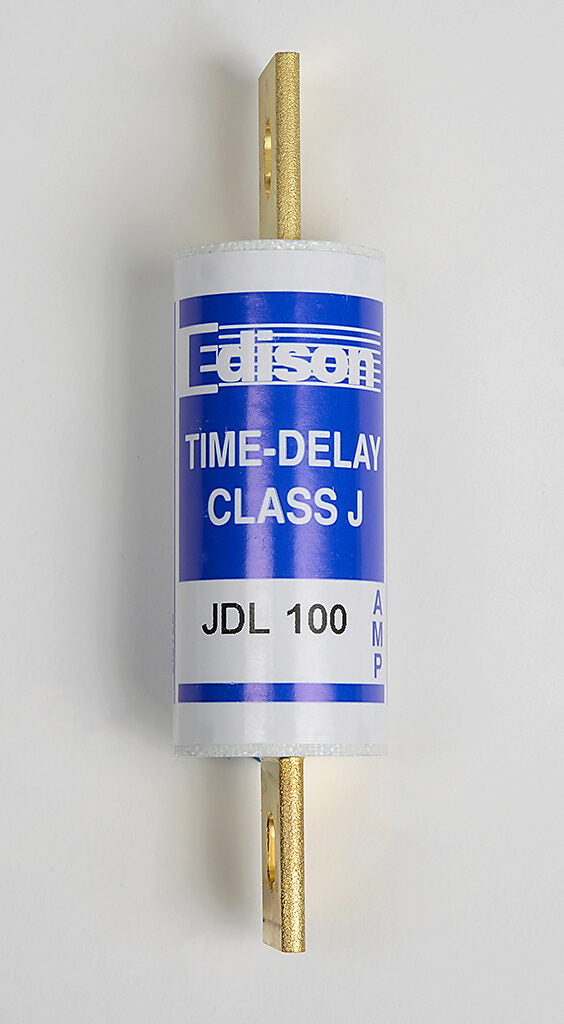 Edison
TIME-DELAY
CLASS J
JDL 100
AMP